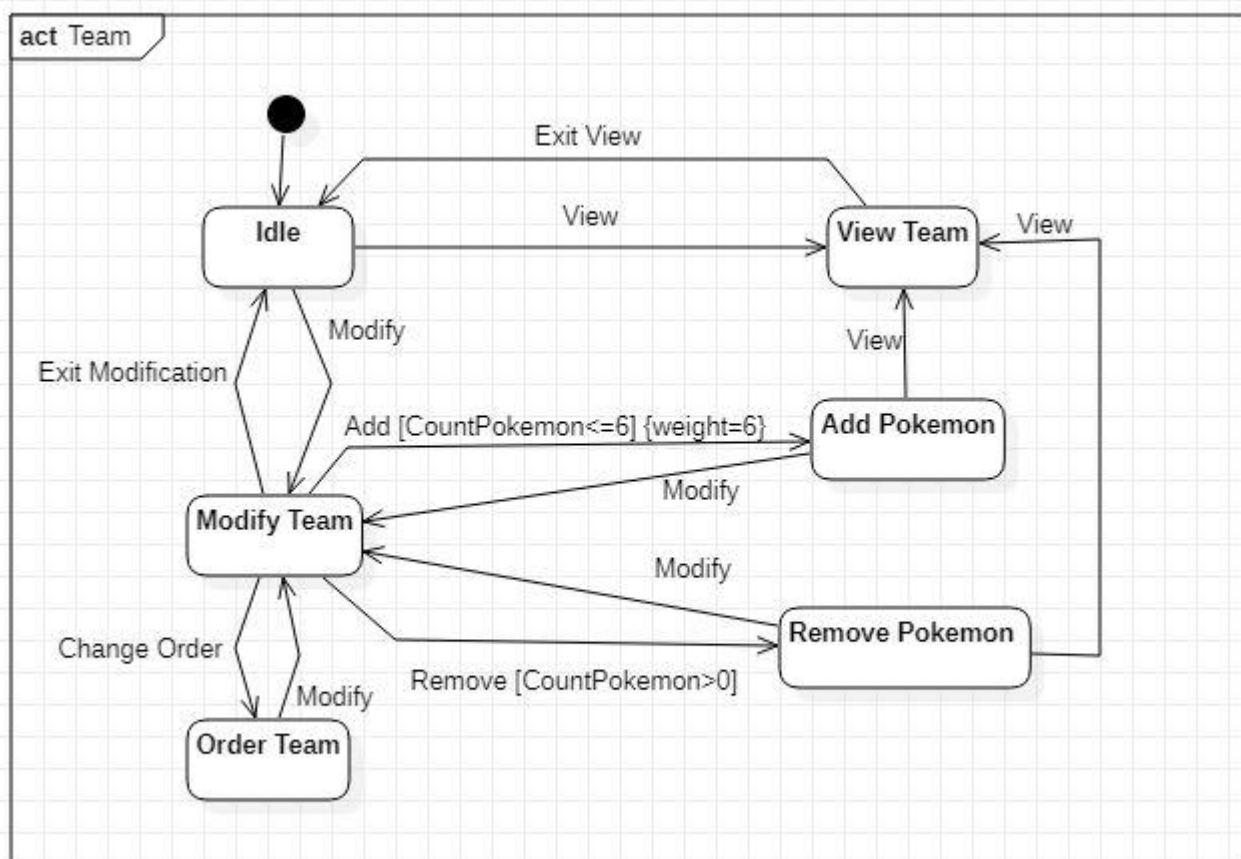 act Team
Exit View
Idle
View
View Team
View
Modify
View
Exit Modification
Add [CountPokemon<=6] {weight=6}
Add Pokemon
Modify
Modify Team
Modify
Remove Pokemon
Change Order
Remove [CountPokemon>0]
Modify
Order Team